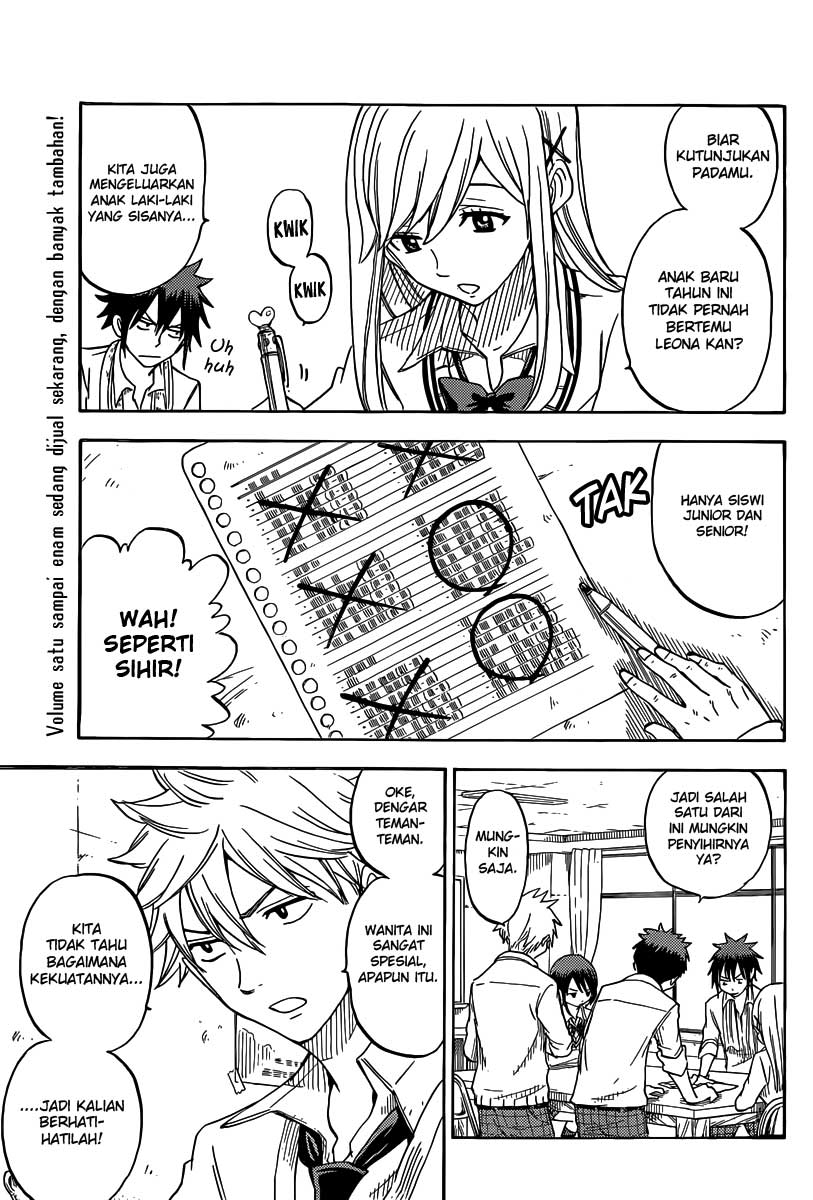 BIAR
KUTUNJUKAN
PADAMU.
ANAK BARU
TAHUN INI
TIDAK PERNAH
BERTEMU
LEONA KAN?
KWIK
KWIK
KITA JUGA
MENGELUARKAN
ANAK LAKI-LAKI
YANG SISANYA...
Uh
huh
Volume satu sampai enam sedang dijual sekarang, dengan banyak tambahan!
HANYA SISWI
JUNIOR DAN
SENIOR!
TAK
WAH!
SEPERTI
SIHIR!
JADI SALAH
SATU DARI
INI MUNGKIN
PENYIHIRNYA
YA?
MUNG-
KIN
SAJA.
OKE,
DENGAR
TEMAN-
TEMAN.
WANITA INI
SANGAT
SPESIAL,
APAPUN ITU.
KITA
TIDAK TAHU
BAGAIMANA
KEKUATANNYA...
....JADI KALIAN
BERHATI-
HATILAH!